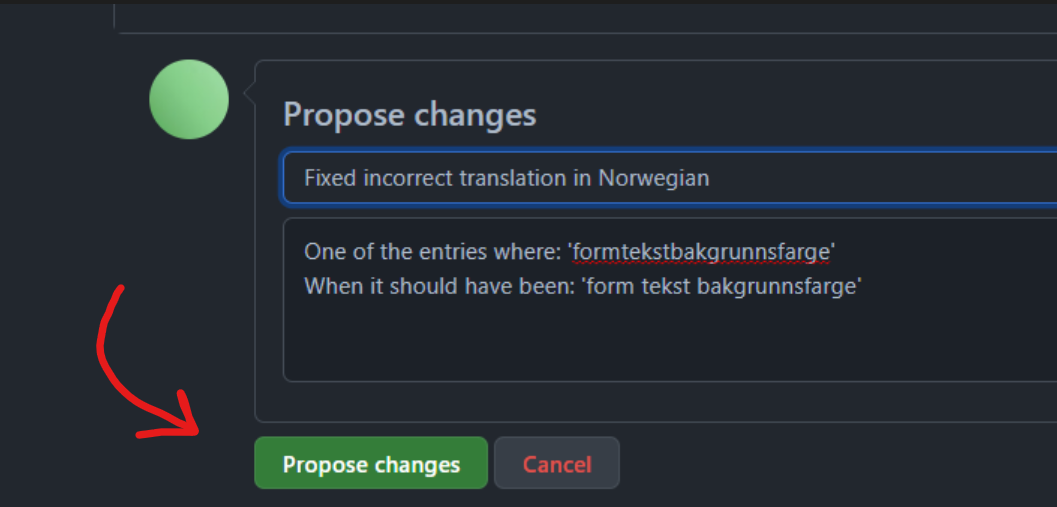 Propose changes
Fixed incorrect translation in Norwegian
One of the entries where: 'formtekstbakgrunnsfarge'
When it should have been: 'form tekst bakgrunnsfarge'
Propose changes
Cancel